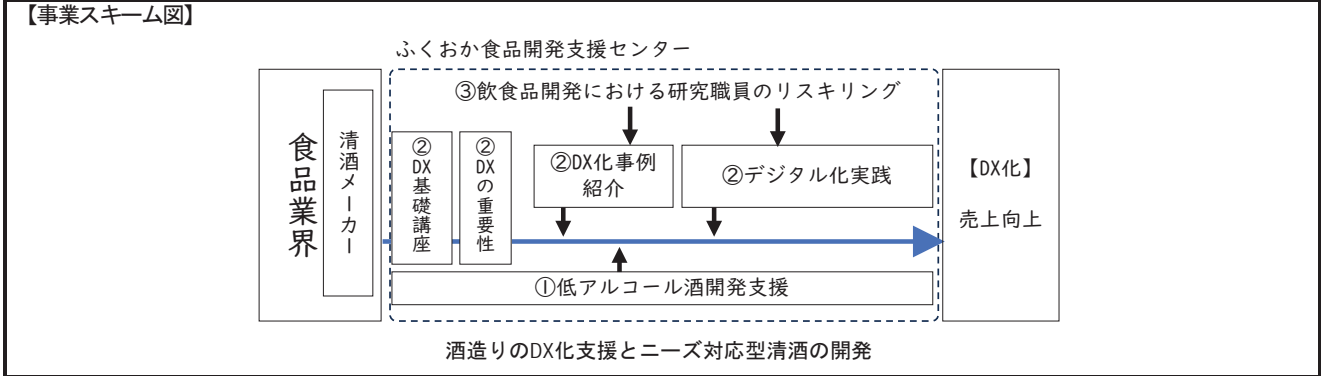 【事業スキーム図】
ふくおか食品開発支援センター
食品業界
清酒メーカー
③飲食品開発における研究職員のリスキリング
②DX基礎講座
②DXの重要性
②DX化事例
紹介
②デジタル化実践
①低アルコール酒開発支援
【DX化】
売上向上
酒造りのDX化支援とニーズ対応型清酒の開発